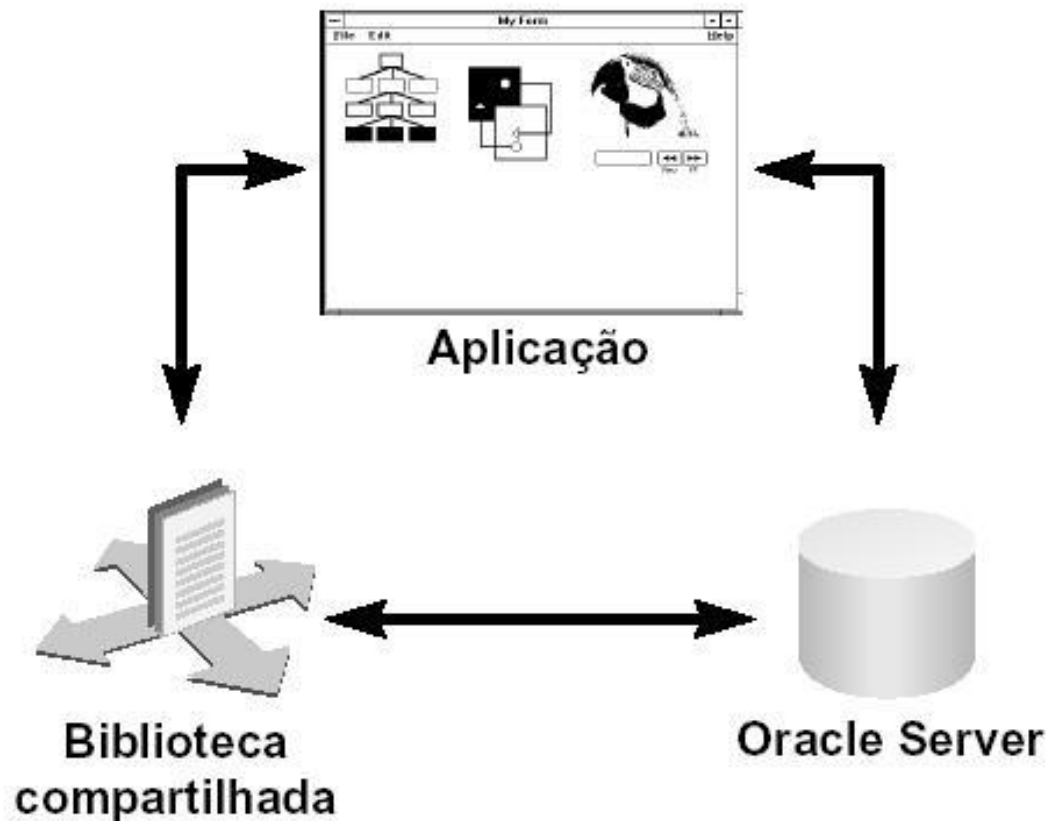 My Form
File Edit Help
Aplicação
Biblioteca
compartilhada
Oracle Server